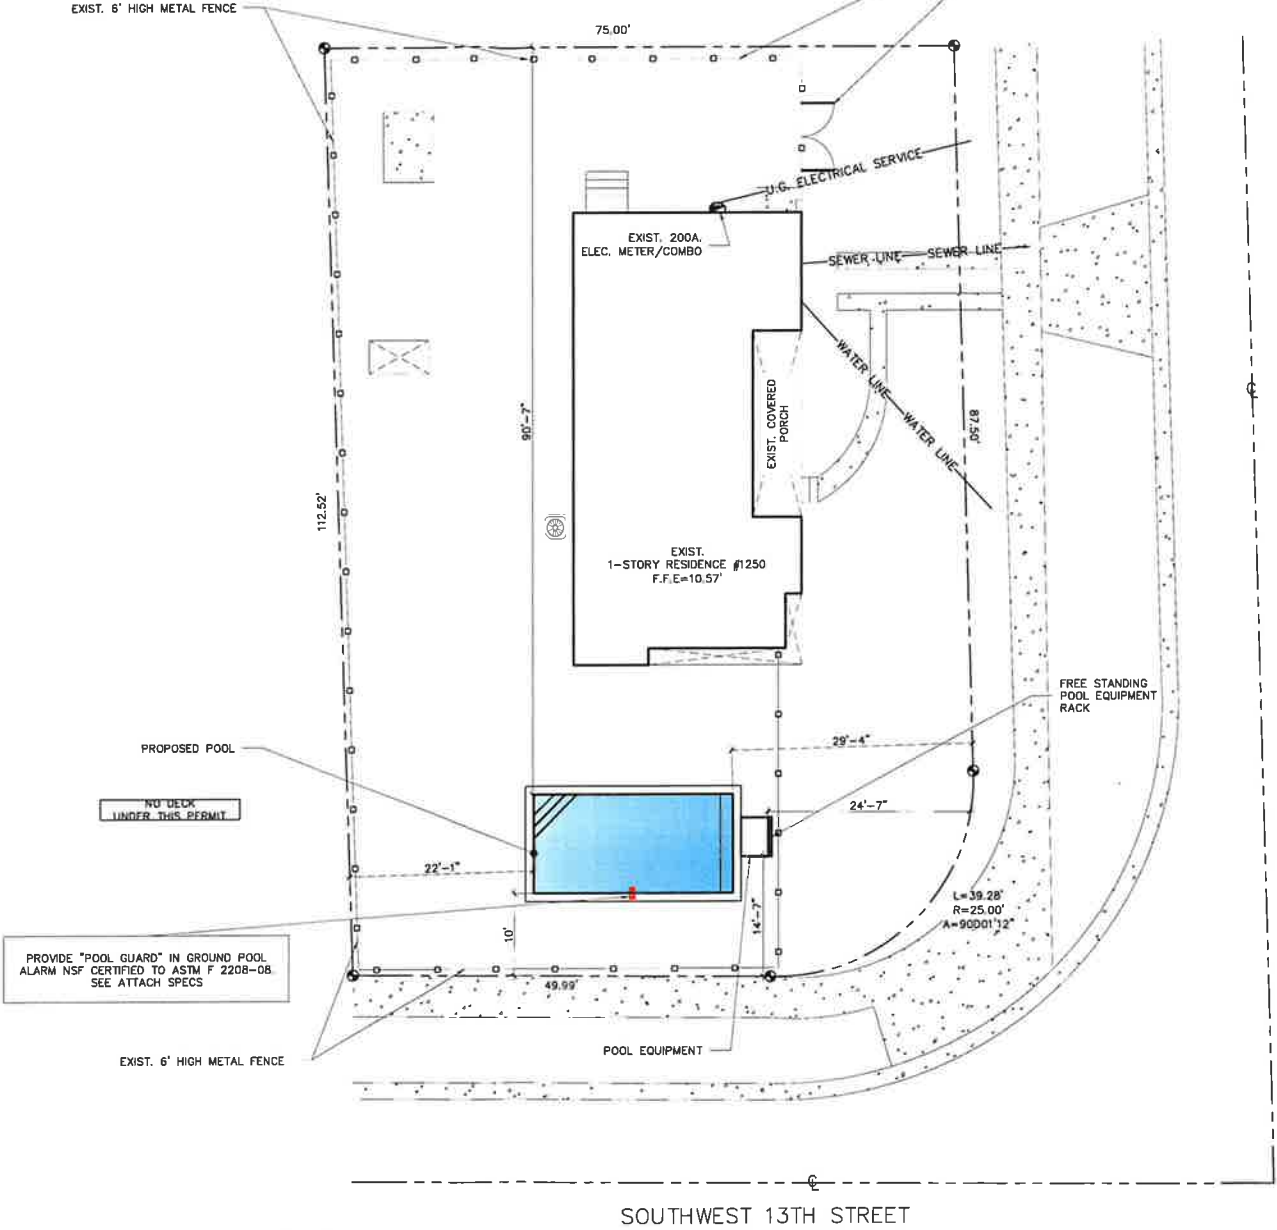 EXIST. 6' HIGH METAL FENCE
75.00'
U.G. ELECTRICAL SERVICE
EXIST. 200A.
ELEC. METER/COMBO
SEWER LINE
SEWER LINE
WATER LINE
WATER LINE
EXIST. COVERED
PORCH
87.50'
90'-7"
112.52'
EXIST.
1-STORY RESIDENCE #1250
F.F.E=10.57'
FREE STANDING
POOL EQUIPMENT
RACK
PROPOSED POOL
29'-4"
24'-7"
NO DECK
UNDER THIS PERMIT
22'-1"
L=39.28'
R=25.00'
A=90D01'12"
14'-7"
10'
PROVIDE "POOL GUARD" IN GROUND POOL
ALARM NSF CERTIFIED TO ASTM F 2208-08
SEE ATTACH SPECS
49.99'
EXIST. 6' HIGH METAL FENCE
POOL EQUIPMENT
SOUTHWEST 13TH STREET